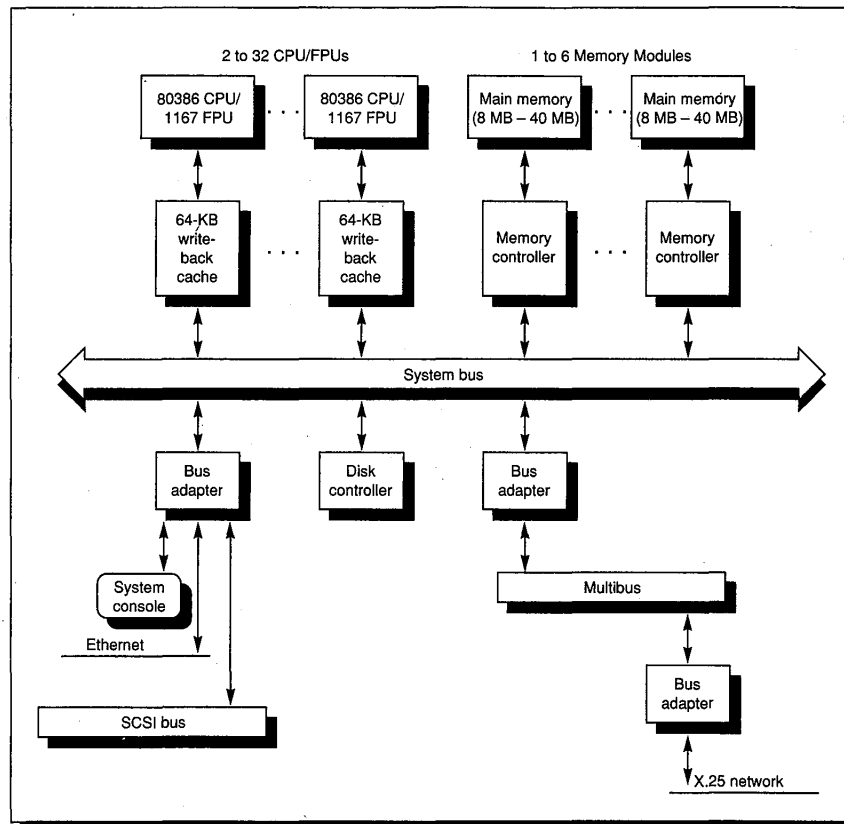 2 to 32 CPU/FPUs
1 to 6 Memory Modules
80386 CPU/
1167 FPU
. . .
80386 CPU/
1167 FPU
Main memory
(8 MB – 40 MB)
. . .
Main memory
(8 MB – 40 MB)
64-KB
write-
back
cache
. . .
64-KB
write-
back
cache
Memory
controller
. . .
Memory
controller
System bus
Bus
adapter
Disk
controller
Bus
adapter
System
console
Multibus
Ethernet
Bus
adapter
SCSI bus
X.25 network